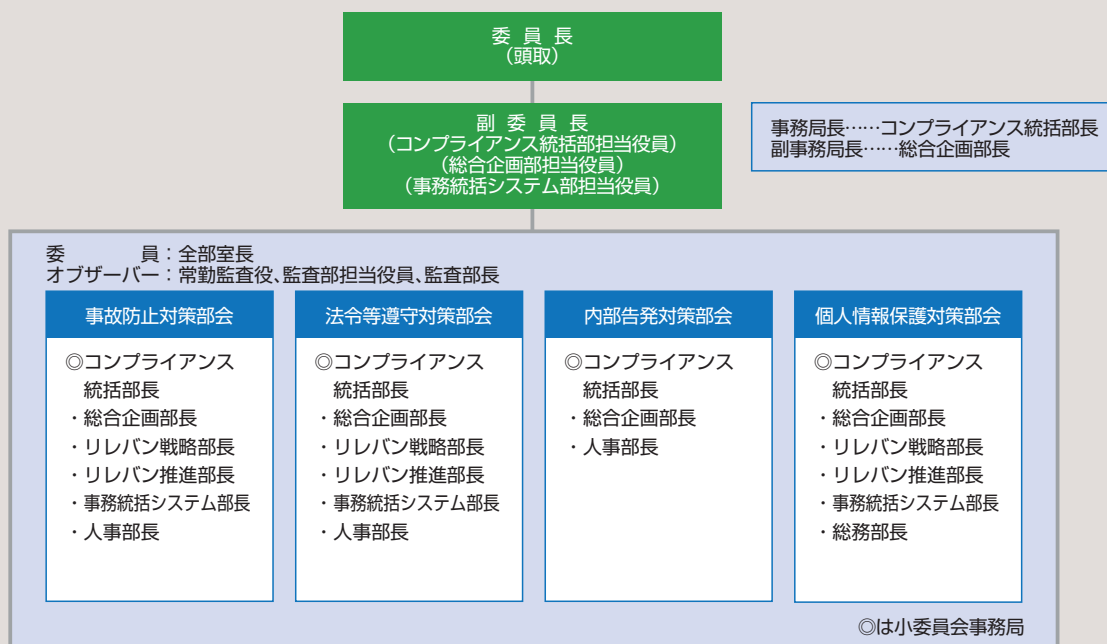 委 員 長
（頭取）
副 委 員 長
（コンプライアンス統括部担当役員）
（総合企画部担当役員）
（事務統括システム部担当役員）
事務局長……コンプライアンス統括部長
副事務局長……総合企画部長
委　　　員：全部室長
オブザーバー：常勤監査役、監査部担当役員、監査部長
事故防止対策部会
◎コンプライアンス
統括部長
・総合企画部長
・リレバン戦略部長
・リレバン推進部長
・事務統括システム部長
・人事部長
法令等遵守対策部会
◎コンプライアンス
統括部長
・総合企画部長
・リレバン戦略部長
・リレバン推進部長
・事務統括システム部長
・人事部長
内部告発対策部会
◎コンプライアンス
統括部長
・総合企画部長
・人事部長
個人情報保護対策部会
◎コンプライアンス
統括部長
・総合企画部長
・リレバン戦略部長
・リレバン推進部長
・事務統括システム部長
・総務部長
◎は小委員会事務局